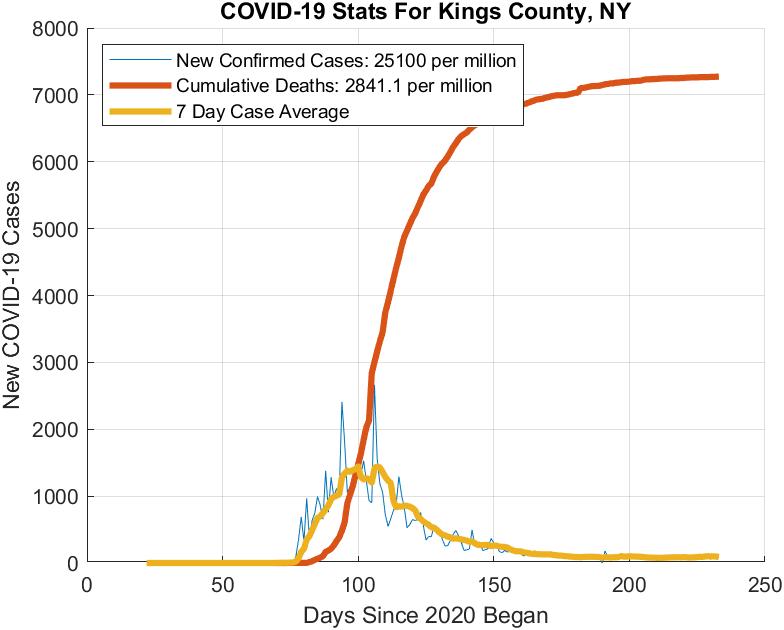 COVID-19 Stats For Kings County, NY
8000
7000
6000
5000
4000
3000
2000
1000
0
New COVID-19 Cases
New Confirmed Cases: 25100 per million
Cumulative Deaths: 2841.1 per million
7 Day Case Average
0 50 100 150 200 250
Days Since 2020 Began